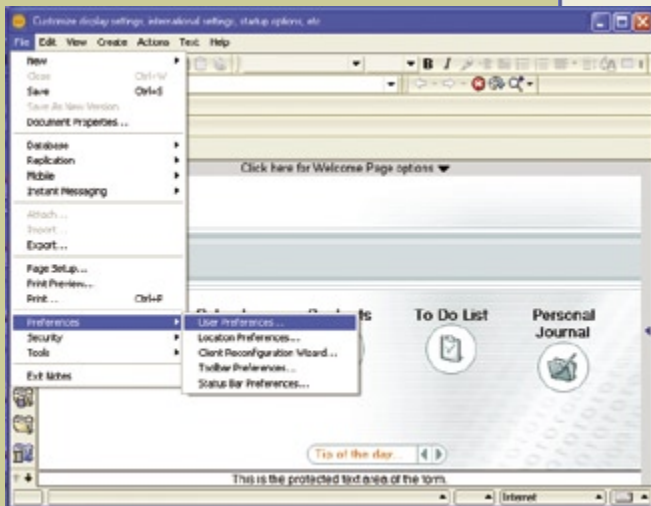 Customize display settings, international settings, startup options, etc
File Edit View Create Actions Text Help
New
Close Ctrl+W
Save Ctrl+S
Save As New Version
Document Properties...
Database
Replication
Mobile
Instant Messaging
Attach...
Import...
Export...
Page Setup...
Print Preview...
Print... Ctrl+P
Preferences
Security
Tools
Exit Notes
User Preferences...
Location Preferences...
Client Reconfiguration Wizard...
Toolbar Preferences...
Status Bar Preferences...
B I
Click here for Welcome Page options
To Do List
Personal
Journal
Tip of the day...
This is the protected text area of the form.
Internet